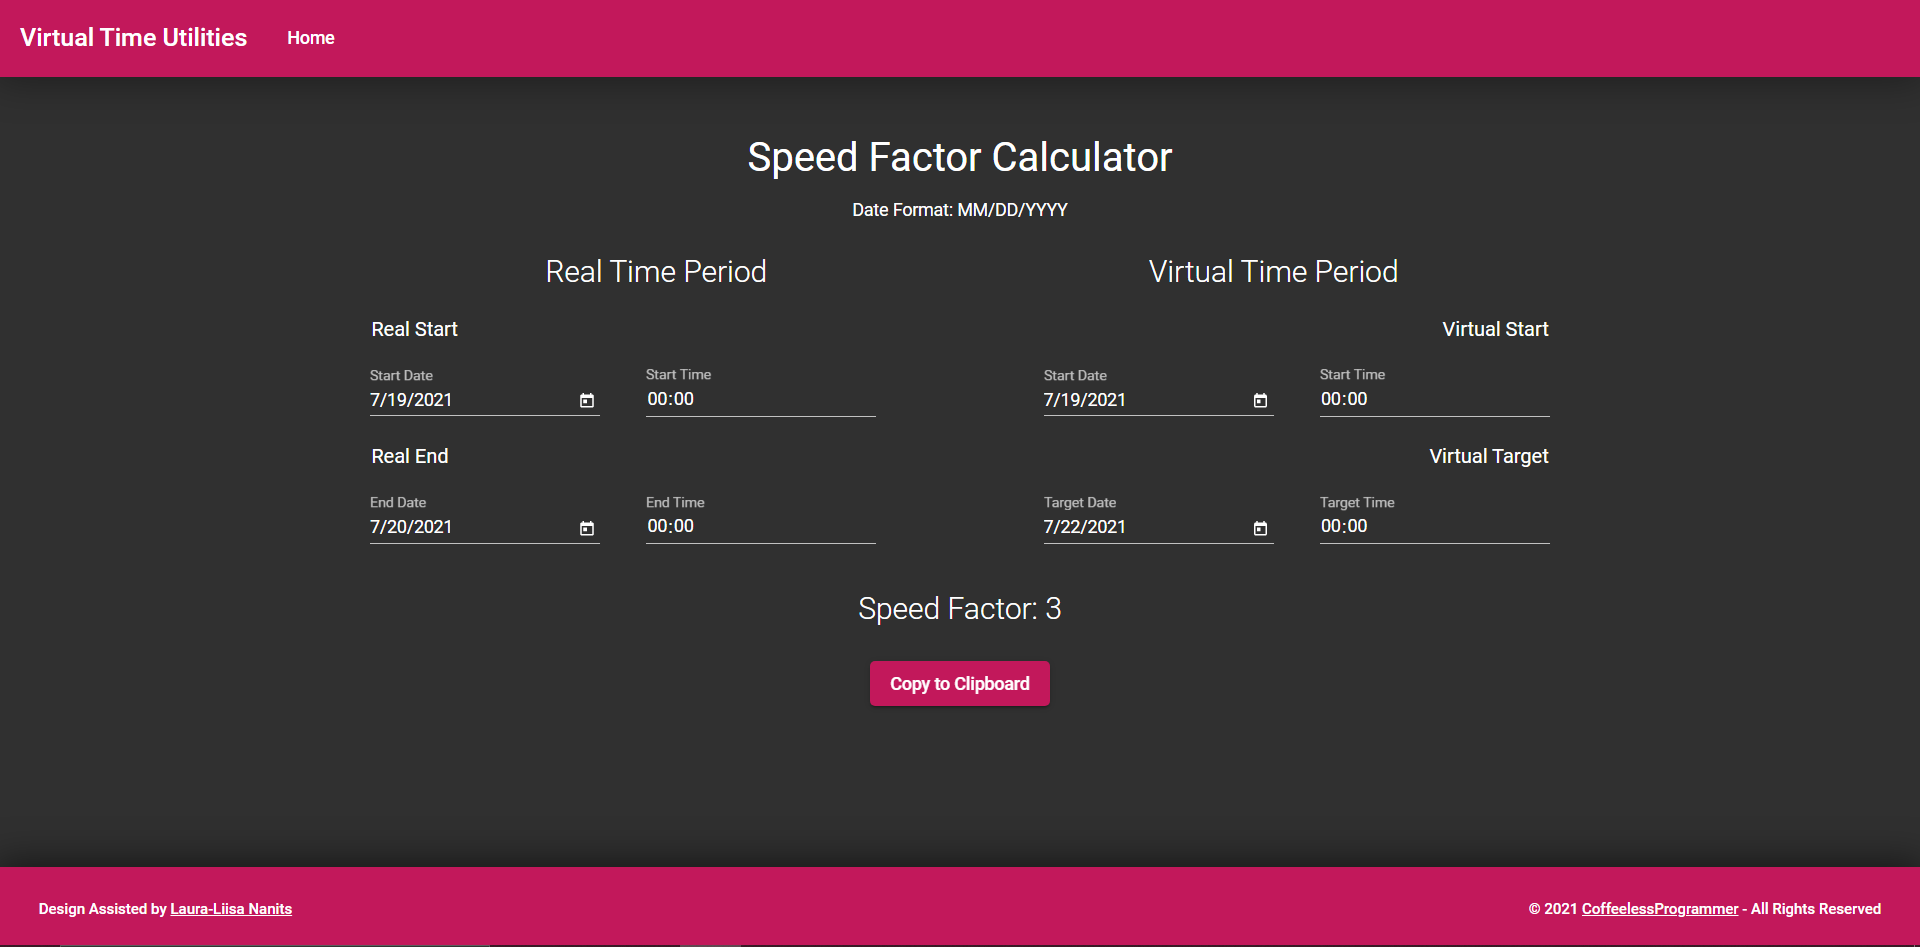 Virtual Time Utilities Home
Speed Factor Calculator
Date Format: MM/DD/YYYY
Real Time Period
Real Start
Start Date
7/19/2021
Start Time
00:00
Real End
End Date
7/20/2021
End Time
00:00
Virtual Time Period
Virtual Start
Start Date
7/19/2021
Start Time
00:00
Virtual Target
Target Date
7/22/2021
Target Time
00:00
Speed Factor: 3
Copy to Clipboard
Design Assisted by Laura-Liisa Nanits
© 2021 CoffeelessProgrammer - All Rights Reserved